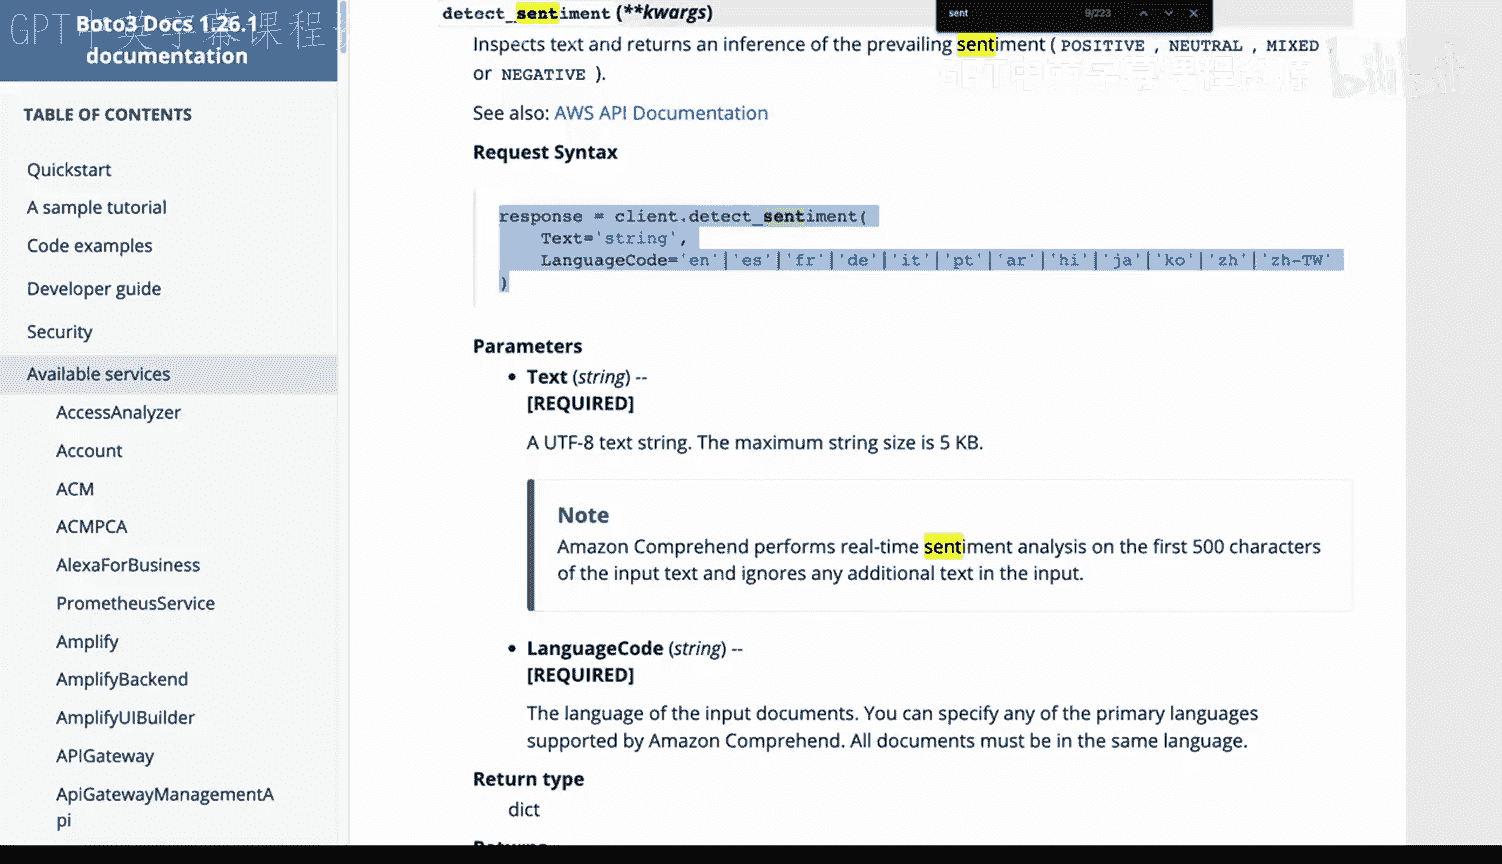 Boto3 Docs 1.26.1
documentation
TABLE OF CONTENTS
Quickstart
A sample tutorial
Code examples
Developer guide
Security
Available services
AccessAnalyzer
Account
ACM
ACMPCA
AlexaForBusiness
PrometheusService
Amplify
AmplifyBackend
AmplifyUIBuilder
APIGateway
ApiGatewayManagementA
pi
sent 9/223
detect_sentiment (**kwargs)
Inspects text and returns an inference of the prevailing sentiment ( POSITIVE , NEUTRAL , MIXED ,
or NEGATIVE ).
See also: AWS API Documentation
Request Syntax
response = client.detect_sentiment(
Text='string',
LanguageCode='en'|'es'|'fr'|'de'|'it'|'pt'|'ar'|'hi'|'ja'|'ko'|'zh'|'zh-TW'
)
Parameters
• Text (string) --
[REQUIRED]
A UTF-8 text string. The maximum string size is 5 KB.
Note
Amazon Comprehend performs real-time sentiment analysis on the first 500 characters
of the input text and ignores any additional text in the input.
• LanguageCode (string) --
[REQUIRED]
The language of the input documents. You can specify any of the primary languages
supported by Amazon Comprehend. All documents must be in the same language.
Return type
dict
Returns
bilibili